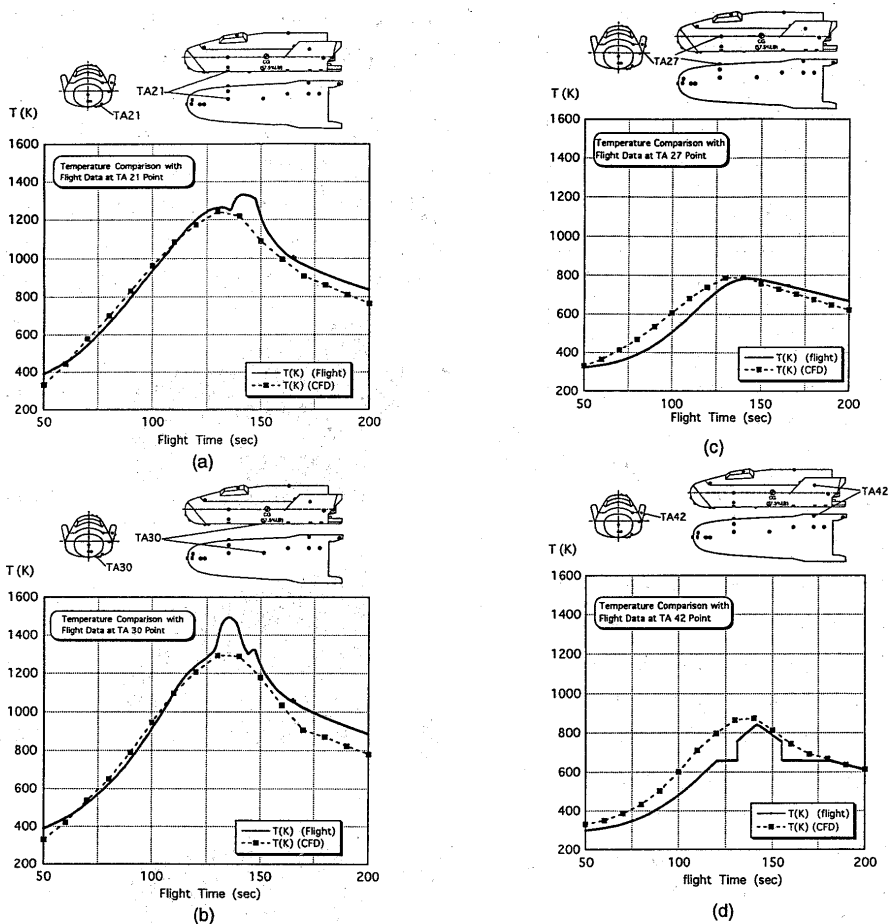 TA21
TA21
T (K)
1600
1400
1200
1000
800
600
400
200
Temperature Comparison with
Flight Data at TA 21 Point
T(K) (Flight)
T(K) (CFD)
50
100
150
200
Flight Time (sec)
(a)
TA27
T (K)
1600
1400
1200
1000
800
600
400
200
Temperature Comparison with
Flight Data at TA 27 Point
T(K) (flight)
T(K) (CFD)
50
100
150
200
Flight Time (sec)
(c)
TA30
TA30
T (K)
1600
1400
1200
1000
800
600
400
200
Temperature Comparison with
Flight Data at TA 30 Point
T(K) (Flight)
T(K) (CFD)
50
100
150
200
Flight Time (sec)
(b)
TA42
TA42
T(K)
1600
1400
1200
1000
800
600
400
200
Temperature Comparison with
Flight Data at TA 42 Point
T(K) (flight)
T(K) (CFD)
50
100
150
200
flight Time (sec)
(d)